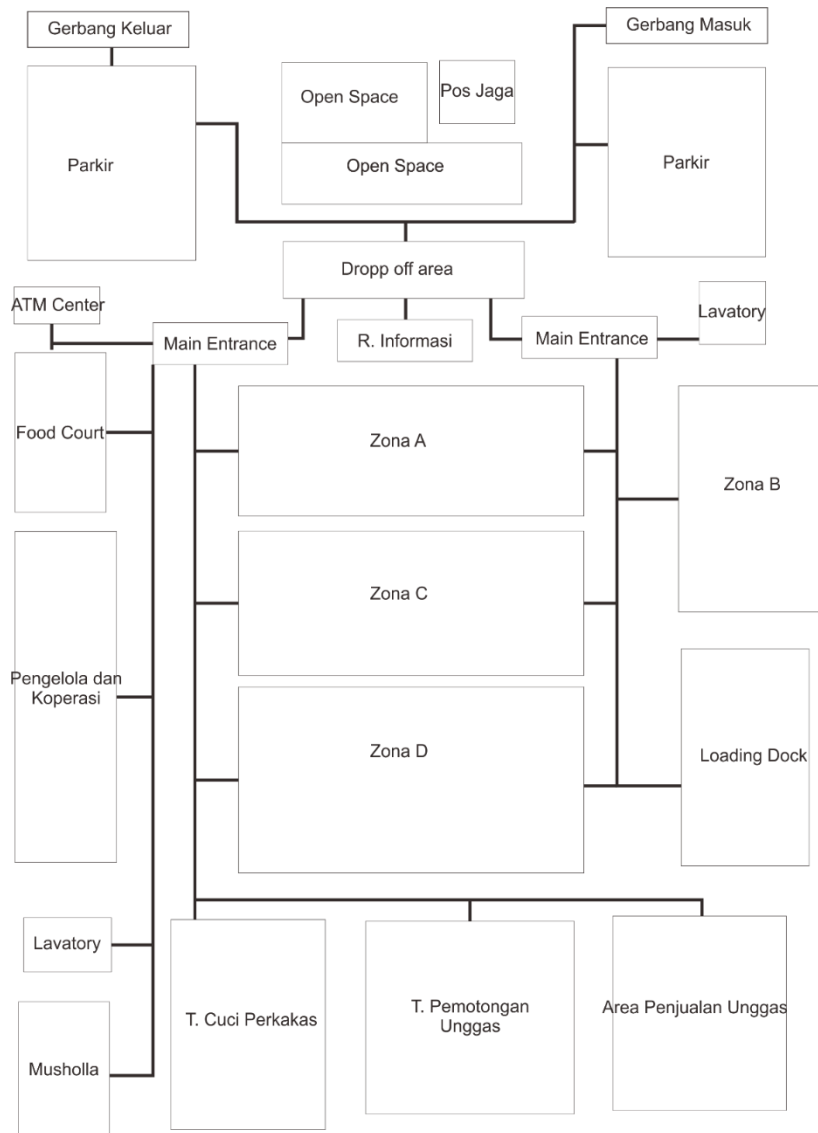 Gerbang Keluar
Gerbang Masuk
Open Space
Pos Jaga
Parkir
Open Space
Parkir
Dropp off area
ATM Center
Lavatory
Main Entrance
R. Informasi
Main Entrance
Food Court
Zona A
Zona B
Zona C
Pengelola dan
Koperasi
Zona D
Loading Dock
Lavatory
T. Cuci Perkakas
T. Pemotongan
Unggas
Area Penjualan Unggas
Musholla